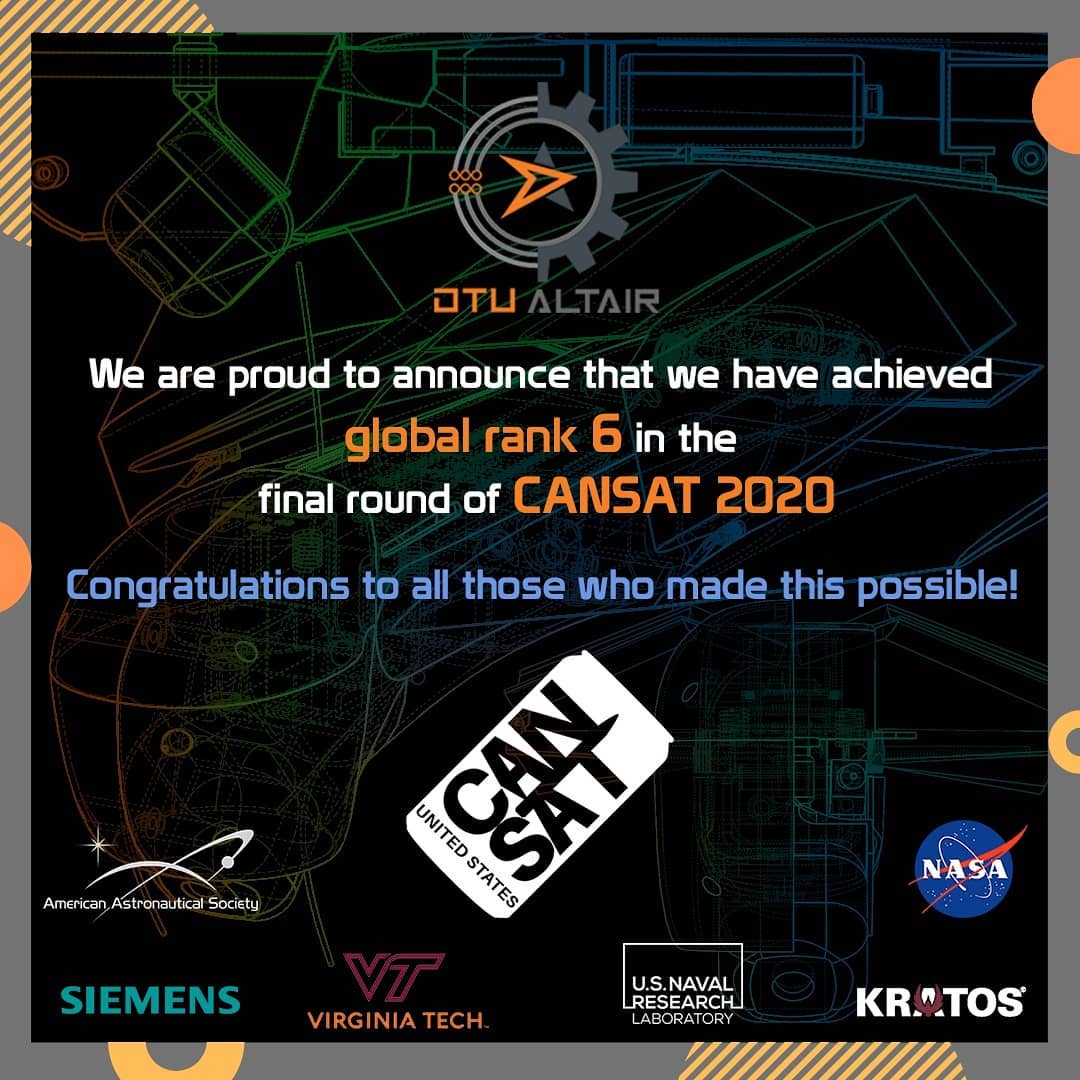 DTU ALTAIR
We are proud to announce that we have achieved
global rank 6 in the
final round of CANSAT 2020
Congratulations to all those who made this possible!
CAN
SAT
UNITED STATES
American Astronautical Society
NASA
SIEMENS
VT
VIRGINIA TECH™
U.S. NAVAL
RESEARCH
LABORATORY
KRATOS®